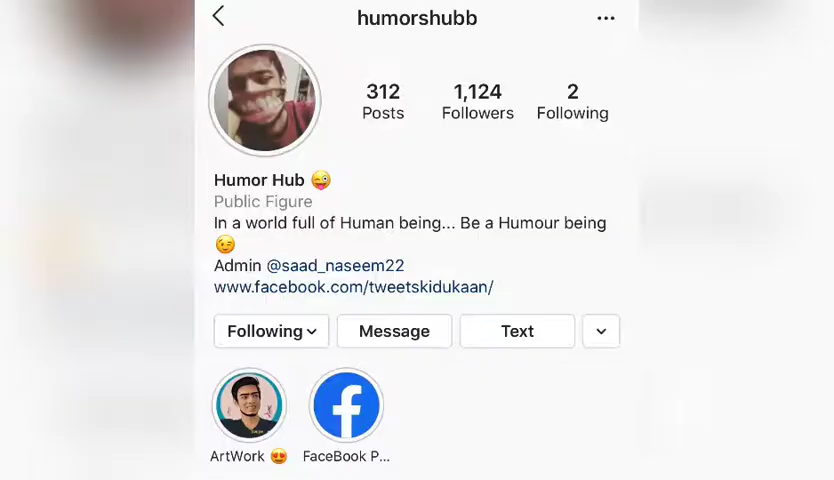 humorshubb
312 1,124 2
Posts Followers Following
Humor Hub 😜
Public Figure
In a world full of Human being... Be a Humour being
😉
Admin @saad_naseem22
www.facebook.com/tweetskidukaan/
Following Message Text
ArtWork 😍 FaceBook P...